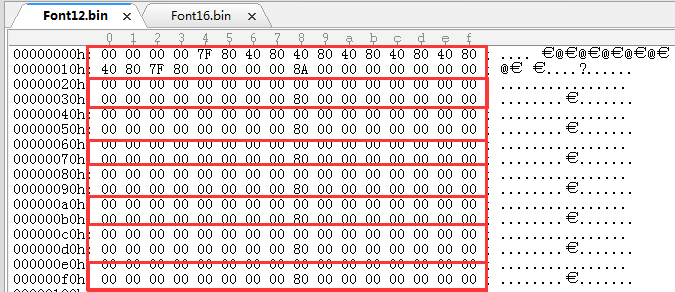 Font12.bin × Font16.bin ×
0 1 2 3 4 5 6 7 8 9 a b c d e f
00000000h: 00 00 00 00 7F 80 40 80 40 80 40 80 40 80 40 80 ; .... €@€@€@€@€@€
00000010h: 40 80 7F 80 00 00 00 00 8A 00 00 00 00 00 00 00 ; @€ €....?.......
00000020h: 00 00 00 00 00 00 00 00 00 00 00 00 00 00 00 00 ; ................
00000030h: 00 00 00 00 00 00 00 00 80 00 00 00 00 00 00 00 ; ........€.......
00000040h: 00 00 00 00 00 00 00 00 00 00 00 00 00 00 00 00 ; ................
00000050h: 00 00 00 00 00 00 00 00 80 00 00 00 00 00 00 00 ; ........€.......
00000060h: 00 00 00 00 00 00 00 00 00 00 00 00 00 00 00 00 ; ................
00000070h: 00 00 00 00 00 00 00 00 80 00 00 00 00 00 00 00 ; ........€.......
00000080h: 00 00 00 00 00 00 00 00 00 00 00 00 00 00 00 00 ; ................
00000090h: 00 00 00 00 00 00 00 00 80 00 00 00 00 00 00 00 ; ........€.......
000000a0h: 00 00 00 00 00 00 00 00 00 00 00 00 00 00 00 00 ; ................
000000b0h: 00 00 00 00 00 00 00 00 80 00 00 00 00 00 00 00 ; ........€.......
000000c0h: 00 00 00 00 00 00 00 00 00 00 00 00 00 00 00 00 ; ................
000000d0h: 00 00 00 00 00 00 00 00 80 00 00 00 00 00 00 00 ; ........€.......
000000e0h: 00 00 00 00 00 00 00 00 00 00 00 00 00 00 00 00 ; ................
000000f0h: 00 00 00 00 00 00 00 00 80 00 00 00 00 00 00 00 ; ........€.......